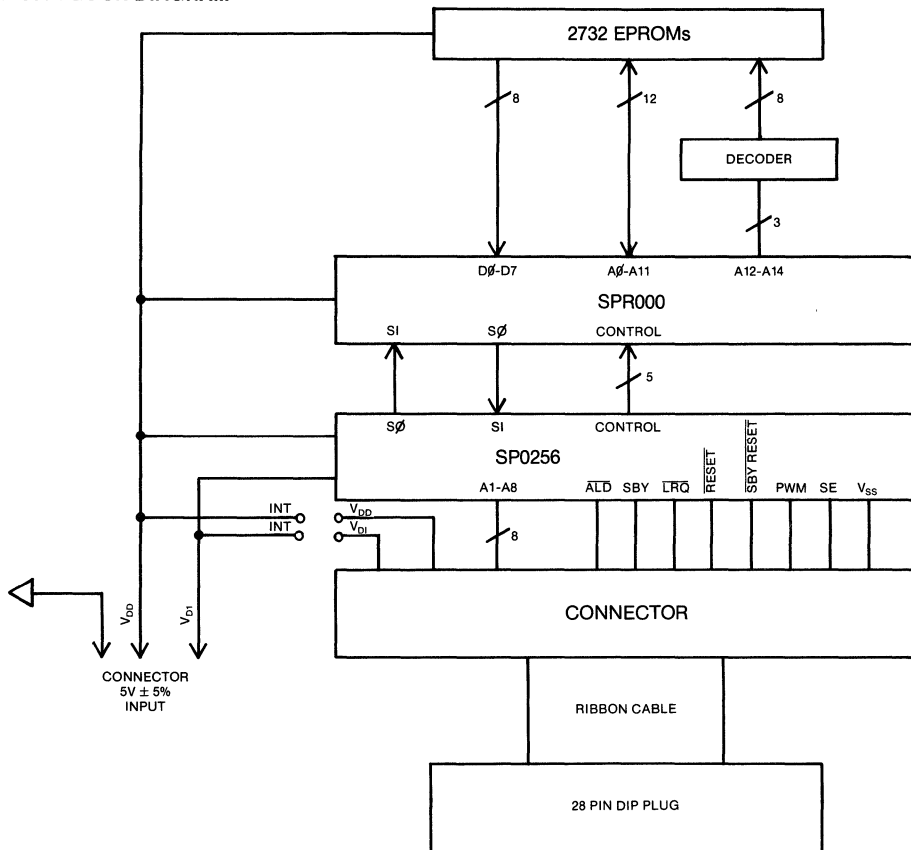 2732 EPROMs
8
12
8
DECODER
3
DØ-D7
AØ-A11
A12-A14
SPR000
SI
SØ
CONTROL
5
SØ
SI
CONTROL
SP0256
A1-A8
ALD
SBY
LRQ
RESET
SBY RESET
PWM
SE
VSS
INT
VDD
INT
VDI
8
VDD
VD1
CONNECTOR
CONNECTOR
5V ± 5%
INPUT
RIBBON CABLE
28 PIN DIP PLUG